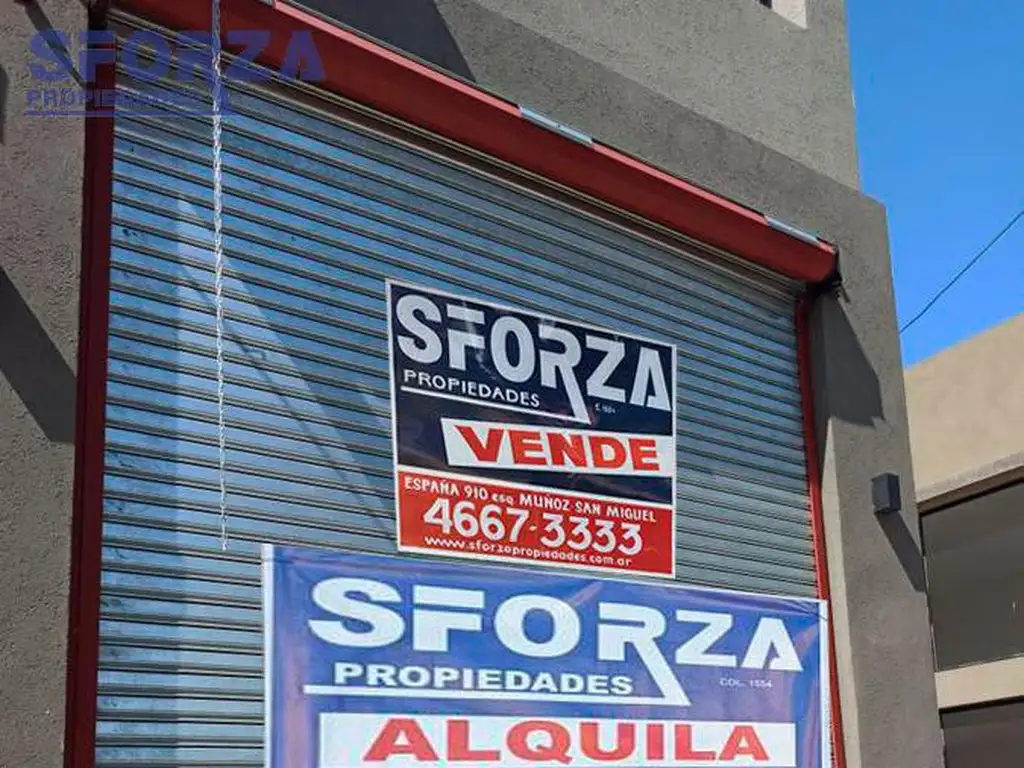 SFORZA
PROPIEDADES
SFORZA
PROPIEDADES
VENDE
ESPAÑA 910 esq. MUÑOZ-SAN MIGUEL
4667-3333
www.sforzapropiedades.com.ar
SFORZA
PROPIEDADES
COL. 1554
ALQUILA